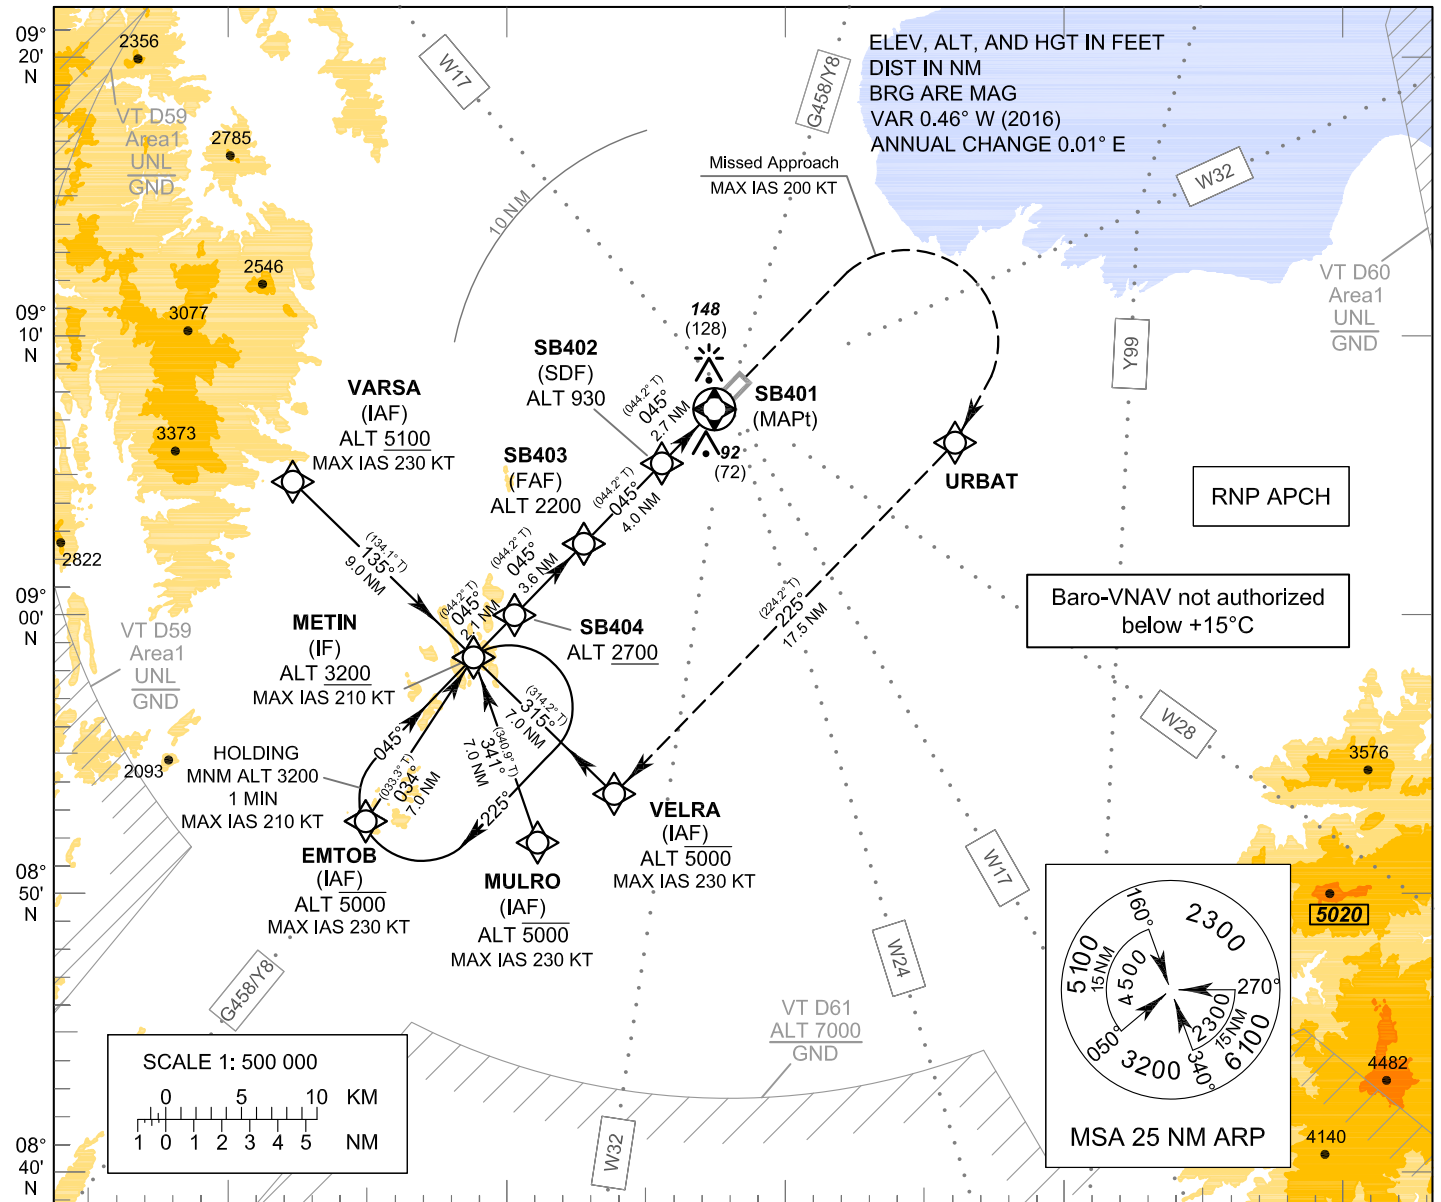 09°
20'
N
2356
W17
G458/Y8
ELEV, ALT, AND HGT IN FEET
DIST IN NM
BRG ARE MAG
VAR 0.46° W (2016)
ANNUAL CHANGE 0.01° E
VT D59
Area1
UNL
GND
2785
Missed Approach
MAX IAS 200 KT
W32
10 NM
2546
3077
VT D60
Area1
UNL
GND
09°
10'
N
148
(128)
Y99
SB402
(SDF)
ALT 930
VARSA
(IAF)
ALT 5100
MAX IAS 230 KT
(044.2° T)
045°
2.7 NM
SB401
(MAPt)
3373
92
(72)
SB403
(FAF)
ALT 2200
(044.2° T)
045°
4.0 NM
URBAT
RNP APCH
2822
(134.1° T)
135°
9.0 NM
(044.2° T)
045°
3.6 NM
09°
00'
N
(044.2° T)
045°
2.1 NM
Baro-VNAV not authorized
below +15°C
VT D59
Area1
UNL
GND
METIN
(IF)
ALT 3200
MAX IAS 210 KT
SB404
ALT 2700
(224.2° T)
225°
17.5 NM
(314.2° T)
315°
7.0 NM
W28
2093
HOLDING
MNM ALT 3200
1 MIN
MAX IAS 210 KT
045°
(033.3° T)
034°
7.0 NM
(340.9° T)
341°
7.0 NM
225°
3576
VELRA
(IAF)
ALT 5000
MAX IAS 230 KT
EMTOB
(IAF)
ALT 5000
MAX IAS 230 KT
MULRO
(IAF)
ALT 5000
MAX IAS 230 KT
W17
08°
50'
N
5020
G458/Y8
W24
160°
2300
5100
15 NM
4500
270°
2300
15 NM
6100
050°
3200
340°
MSA 25 NM ARP
VT D61
ALT 7000
GND
SCALE 1: 500 000
0 5 10 KM
1 0 1 2 3 4 5 NM
4482
W32
4140
08°
40'
N